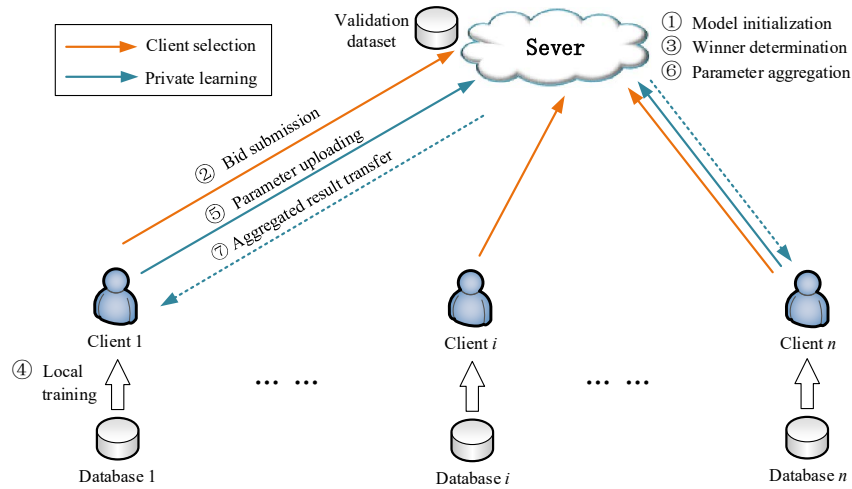 Client selection
Private learning
Validation
dataset
Sever
① Model initialization
③ Winner determination
⑥ Parameter aggregation
② Bid submission
⑤ Parameter uploading
⑦ Aggregated result transfer
Client 1
Client i
Client n
④ Local
training
... ...
... ...
Database 1
Database i
Database n